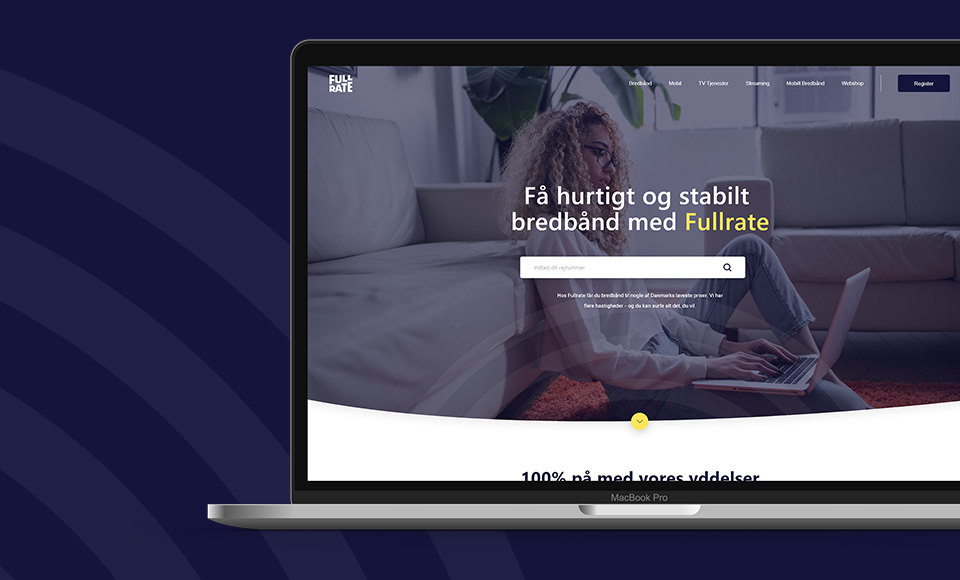 FULL
RATE
Bredbånd Mobil TV Tjenester Streaming Mobilt Bredbånd Webshop Register
Få hurtigt og stabilt
bredbånd med Fullrate
Indtast dit vejnummer
Hos Fullrate får du bredbånd til nogle af Danmarks laveste priser. Vi har
flere hastigheder – og du kan surfe alt det, du vil.
100% på med vores yddelser
MacBook Pro